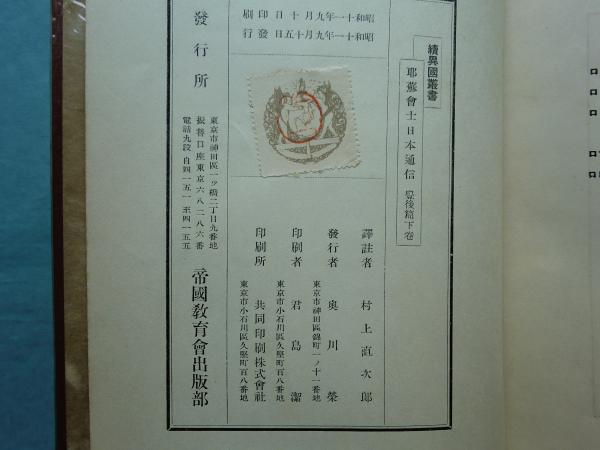 昭和十一年九月十日印刷
昭和十一年九月十五日發行
續異國叢書
耶蘇會士日本通信 豐後篇下卷
譯註者 村上直次郎
發行者 奥川榮
東京市神田區錦町一ノ十一番地
印刷者 君島潔
東京市小石川區久堅町百八番地
印刷所 共同印刷株式會社
東京市小石川區久堅町百八番地
發行所
東京市神田區一ツ橋二丁目九番地
振替口座東京六八二八六番
電話九段自四一五一至四一五五
帝國敎育會出版部